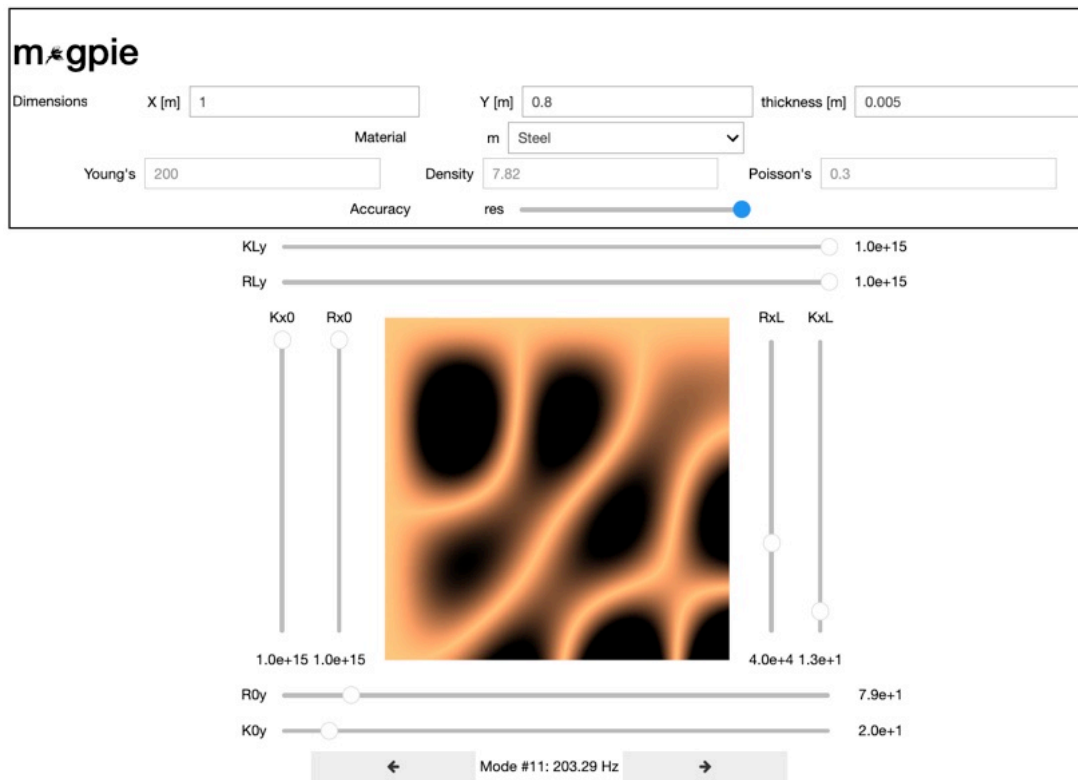 magpie
Dimensions X [m] 1 Y [m] 0.8 thickness [m] 0.005
Material m Steel
Young's 200 Density 7.82 Poisson's 0.3
Accuracy res
KLy 1.0e+15
RLy 1.0e+15
Kx0 Rx0 RxL KxL
1.0e+15 1.0e+15 4.0e+4 1.3e+1
R0y 7.9e+1
K0y 2.0e+1
← Mode #11: 203.29 Hz →